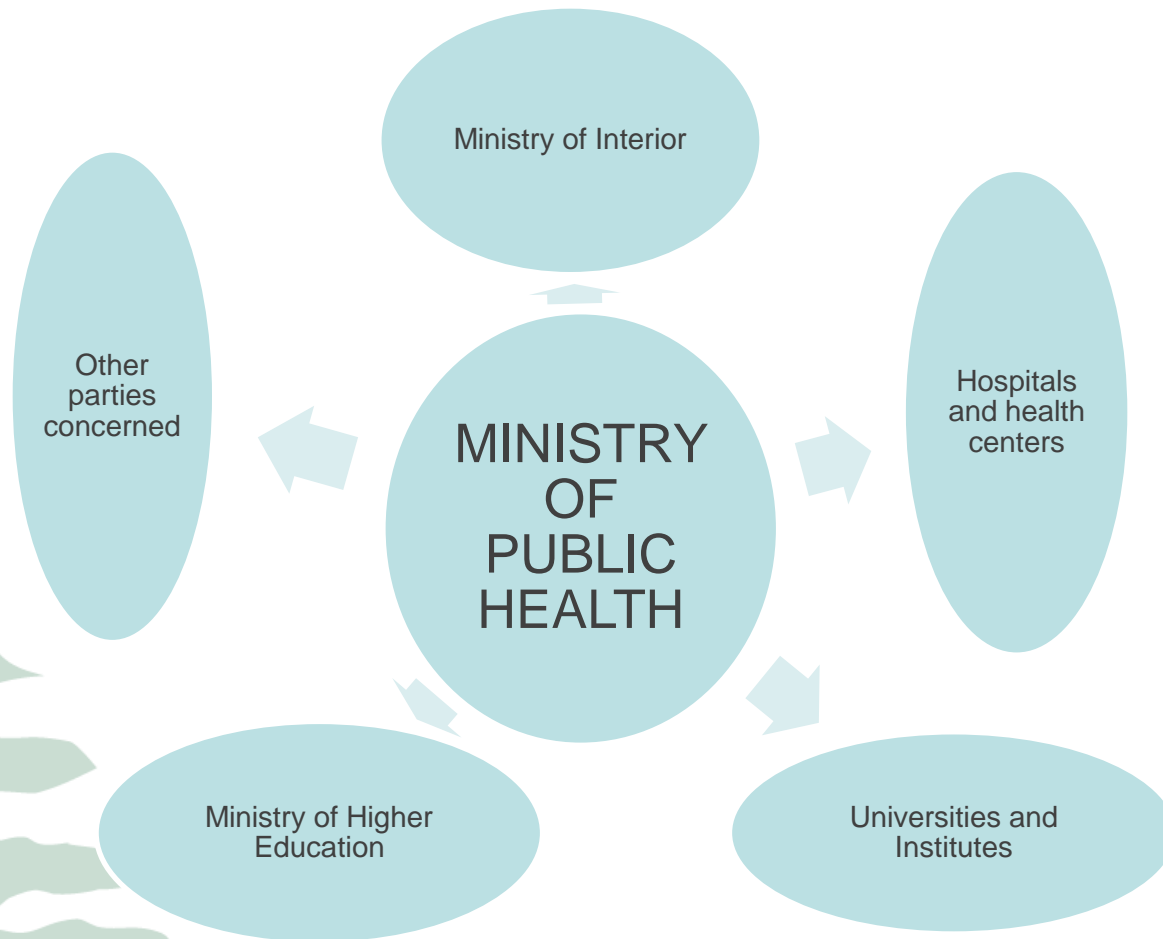 Ministry of Interior
Other
parties
concerned
Hospitals
and health
centers
MINISTRY
OF
PUBLIC
HEALTH
Ministry of Higher
Education
Universities and
Institutes